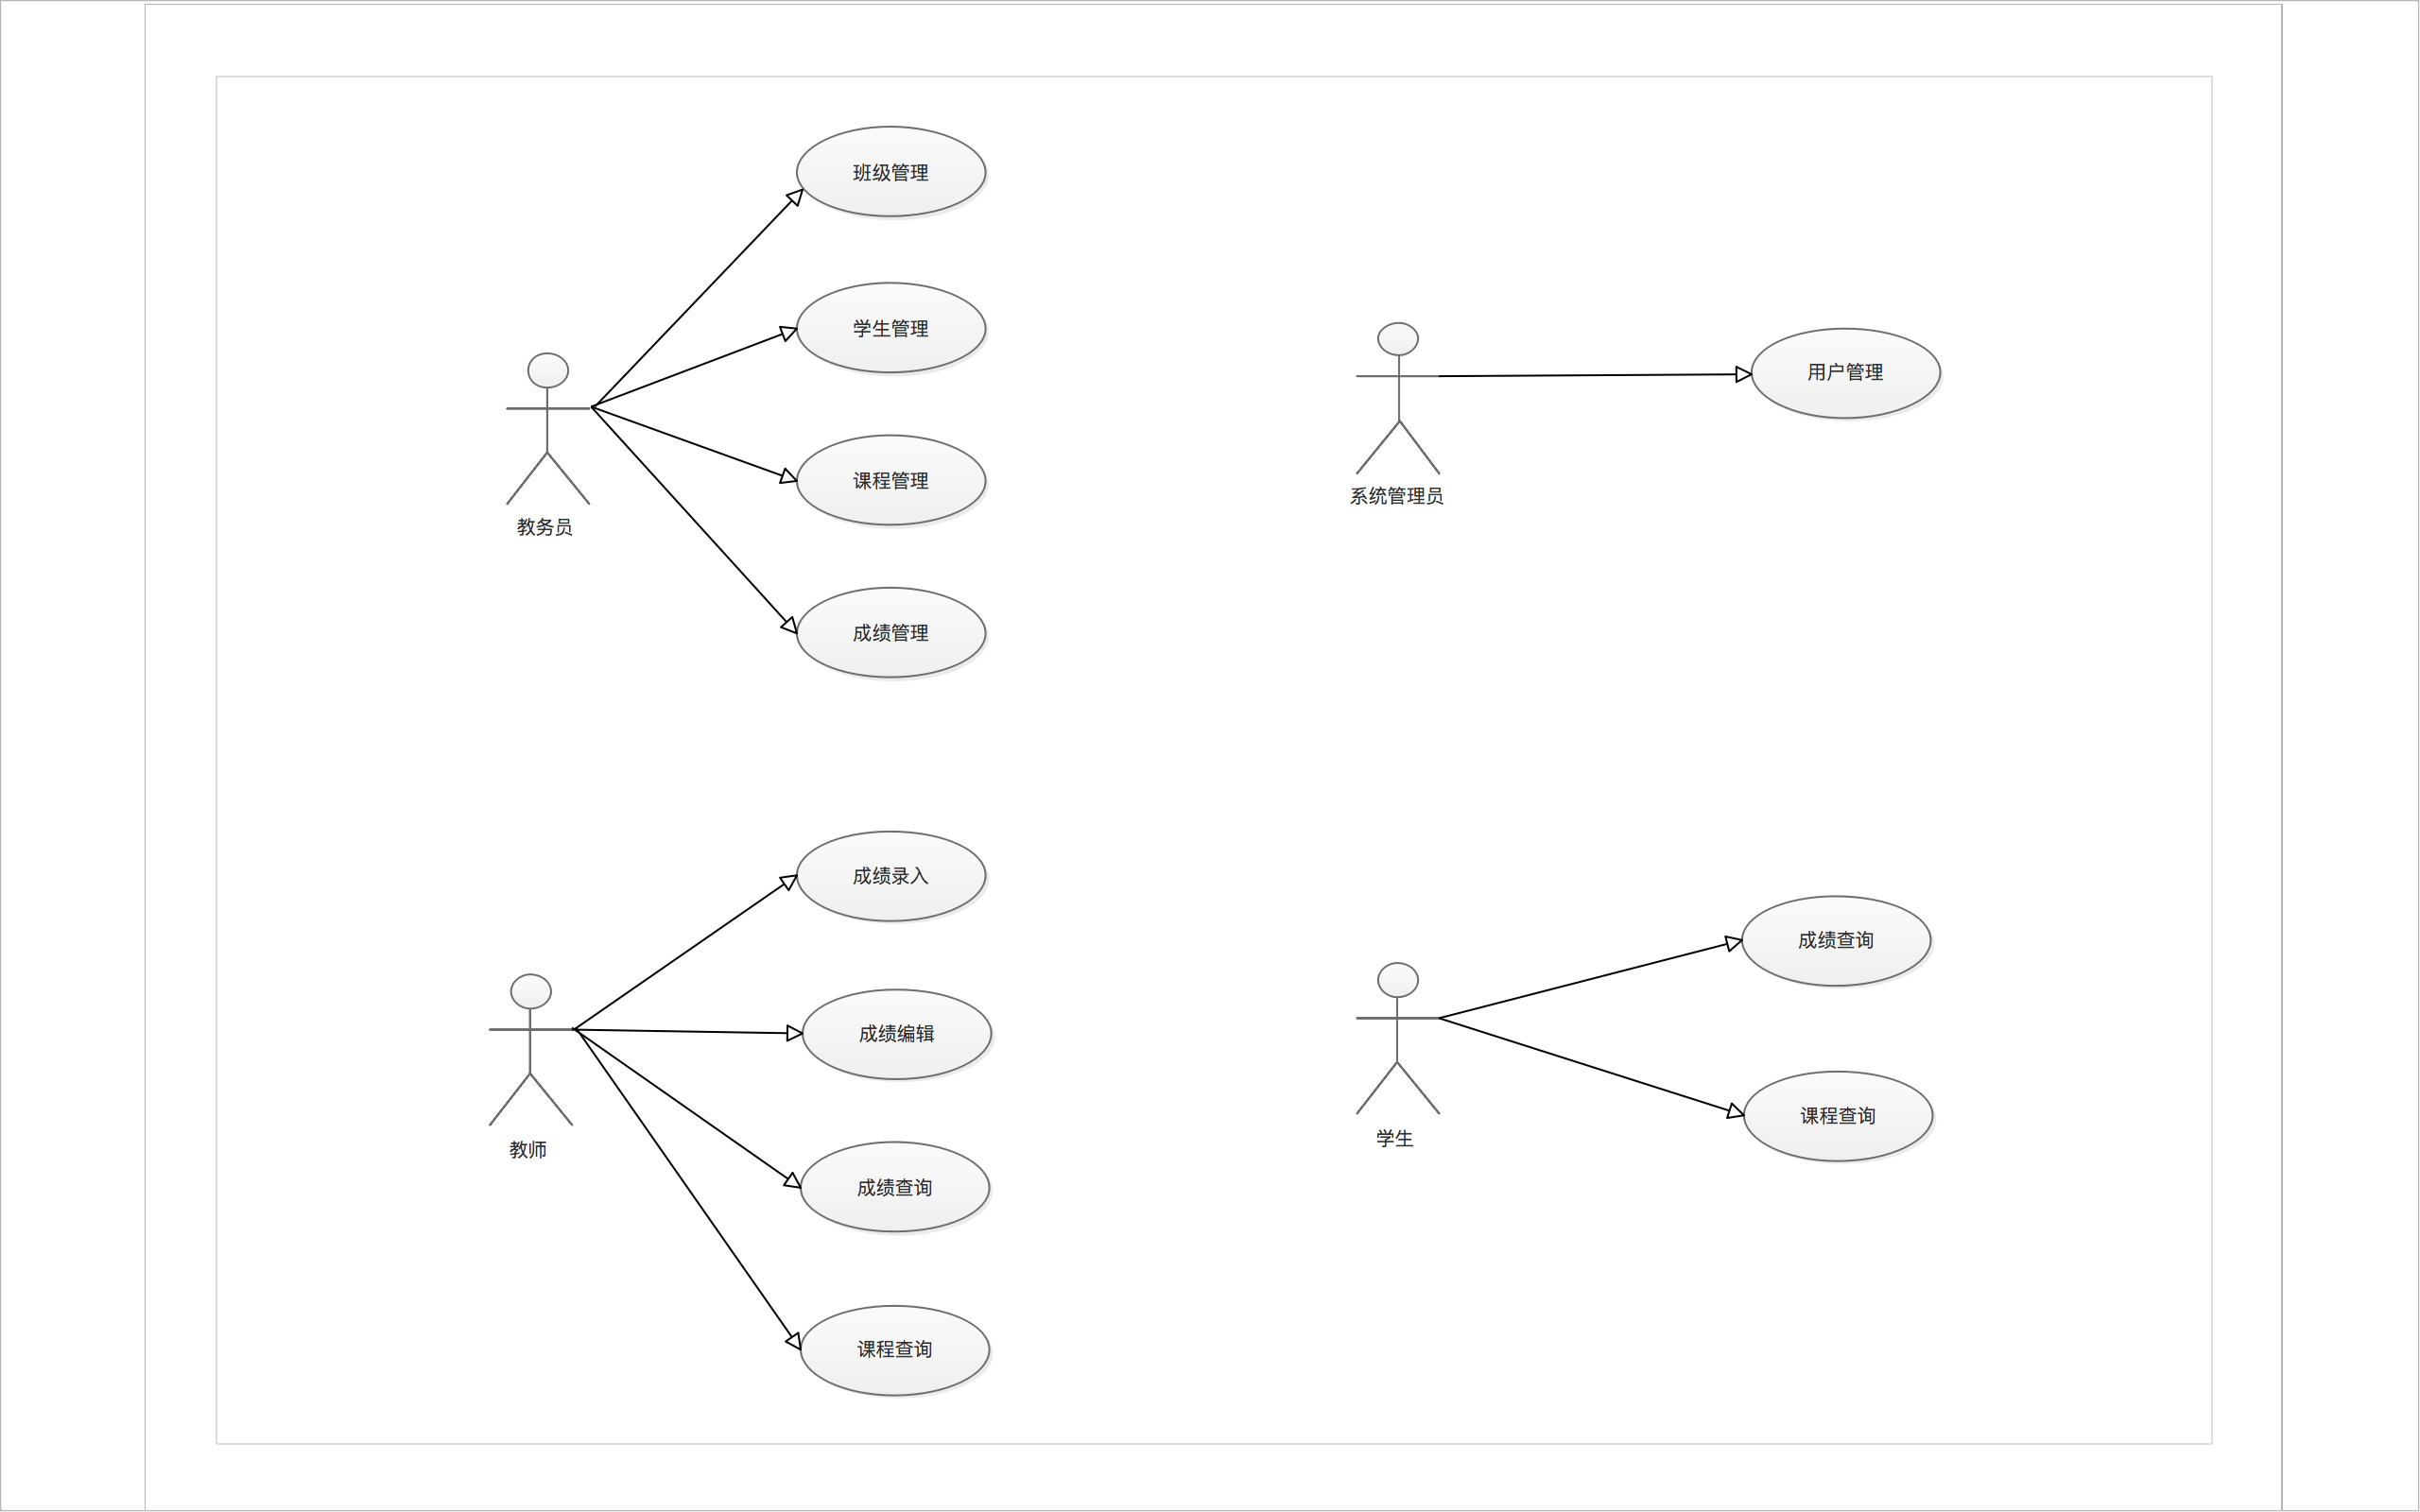 班级管理
学生管理
课程管理
成绩管理
教务员
用户管理
系统管理员
成绩录入
成绩编辑
成绩查询
课程查询
教师
成绩查询
课程查询
学生